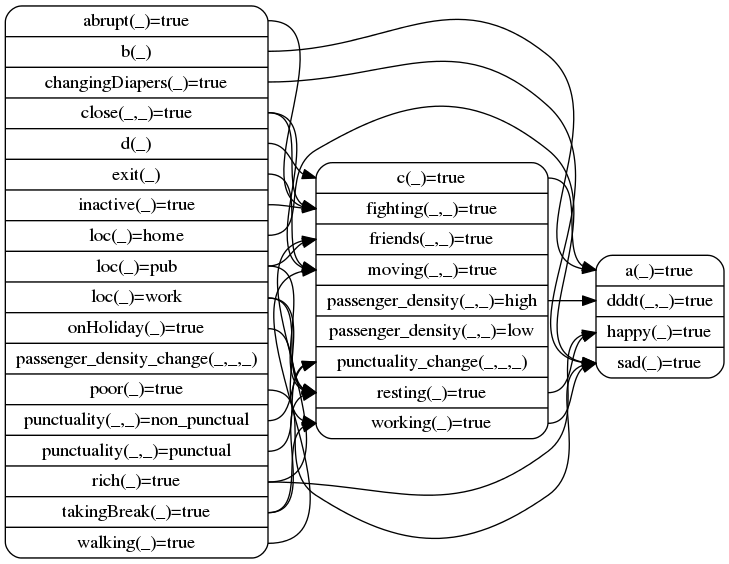 abrupt(_)=true
b(_)
changingDiapers(_)=true
close(_,_)=true
d(_)
exit(_)
inactive(_)=true
loc(_)=home
loc(_)=pub
loc(_)=work
onHoliday(_)=true
passenger_density_change(_,_,_)
poor(_)=true
punctuality(_,_)=non_punctual
punctuality(_,_)=punctual
rich(_)=true
takingBreak(_)=true
walking(_)=true
c(_)=true
fighting(_,_)=true
friends(_,_)=true
moving(_,_)=true
passenger_density(_,_)=high
passenger_density(_,_)=low
punctuality_change(_,_,_)
resting(_)=true
working(_)=true
a(_)=true
dddt(_,_)=true
happy(_)=true
sad(_)=true